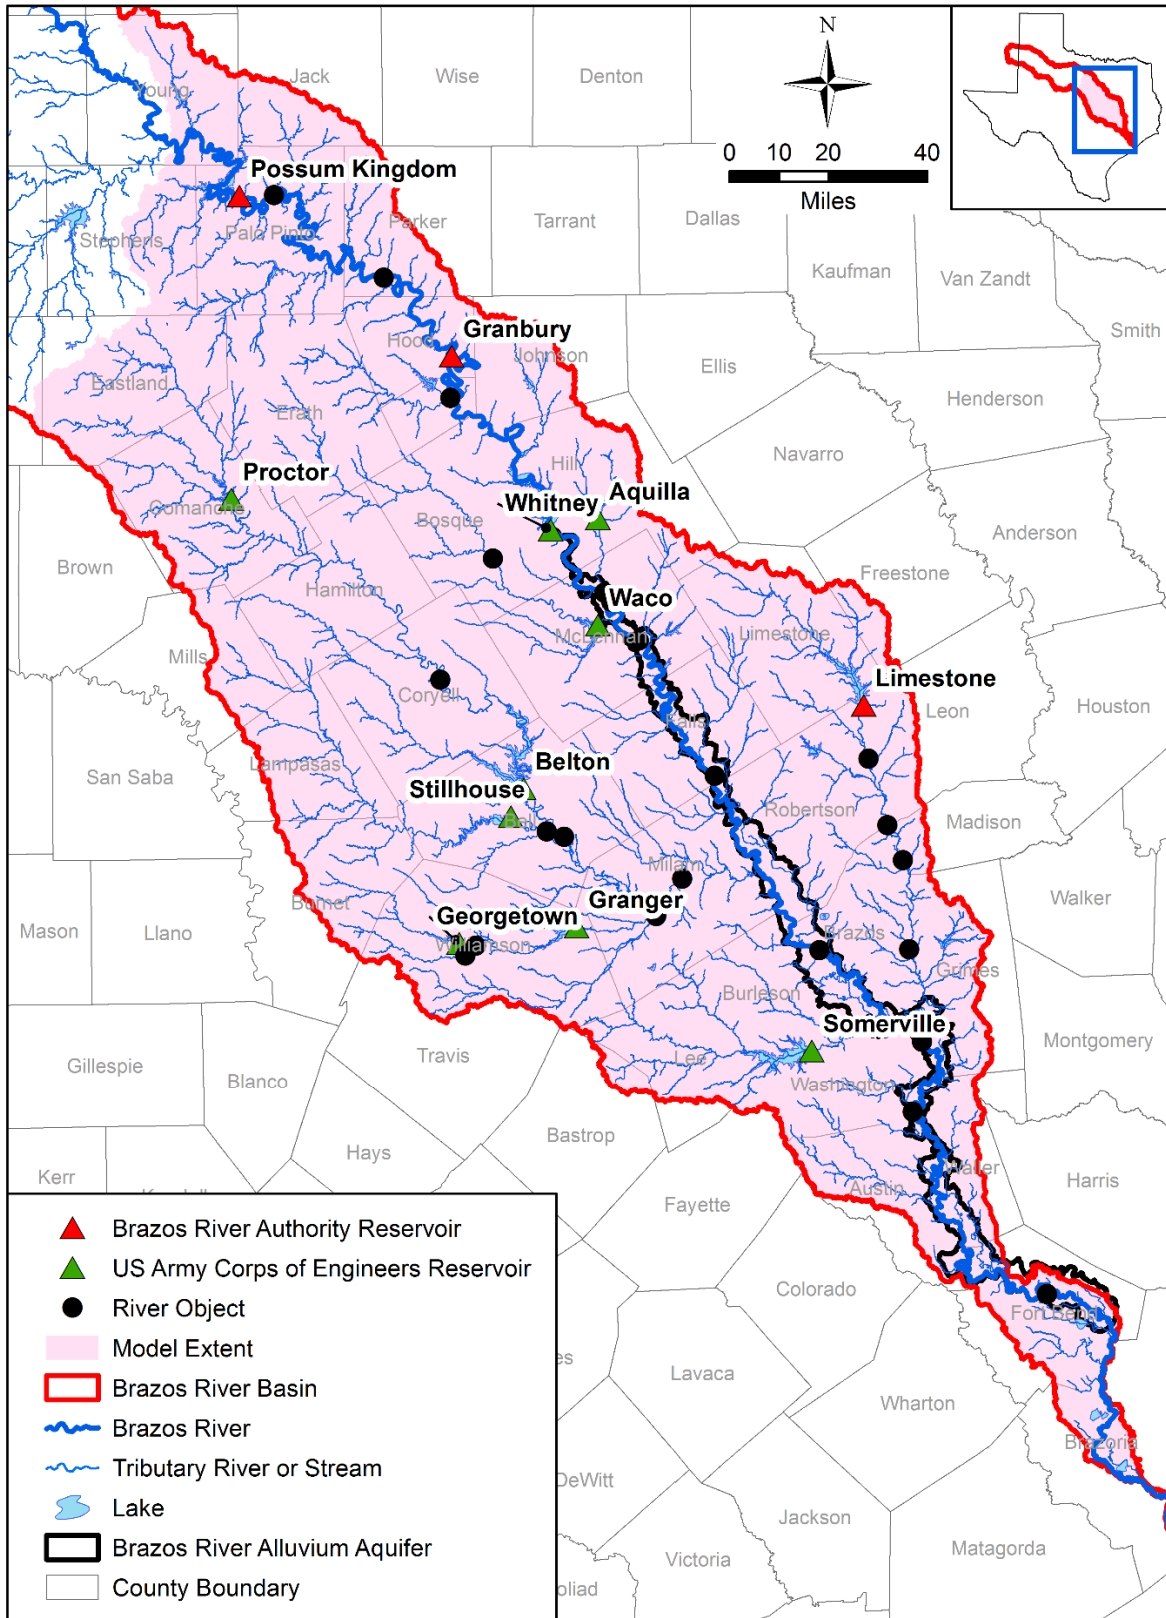 N
0 10 20 40
Miles
Jack
Wise
Denton
Young
Possum Kingdom
Parker
Tarrant
Dallas
Stephens
Palo Pinto
Kaufman
Van Zandt
Smith
Granbury
Hood
Johnson
Ellis
Eastland
Erath
Henderson
Navarro
Hill
Proctor
Aquilla
Whitney
Comanche
Bosque
Anderson
Brown
Freestone
Hamilton
Waco
McLennan
Limestone
Mills
Limestone
Coryell
Leon
Houston
Falls
Lampasas
San Saba
Belton
Stillhouse
Bell
Robertson
Madison
Milam
Walker
Burnet
Granger
Georgetown
Mason
Llano
Williamson
Brazos
Grimes
Burleson
Somerville
Montgomery
Travis
Lee
Gillespie
Blanco
Washington
Bastrop
Hays
Kerr
Waller
Harris
Austin
Fayette
Colorado
Fort Bend
Lavaca
Wharton
Brazoria
DeWitt
Jackson
Matagorda
Victoria
Brazos River Authority Reservoir
US Army Corps of Engineers Reservoir
River Object
Model Extent
Brazos River Basin
Brazos River
Tributary River or Stream
Lake
Brazos River Alluvium Aquifer
County Boundary